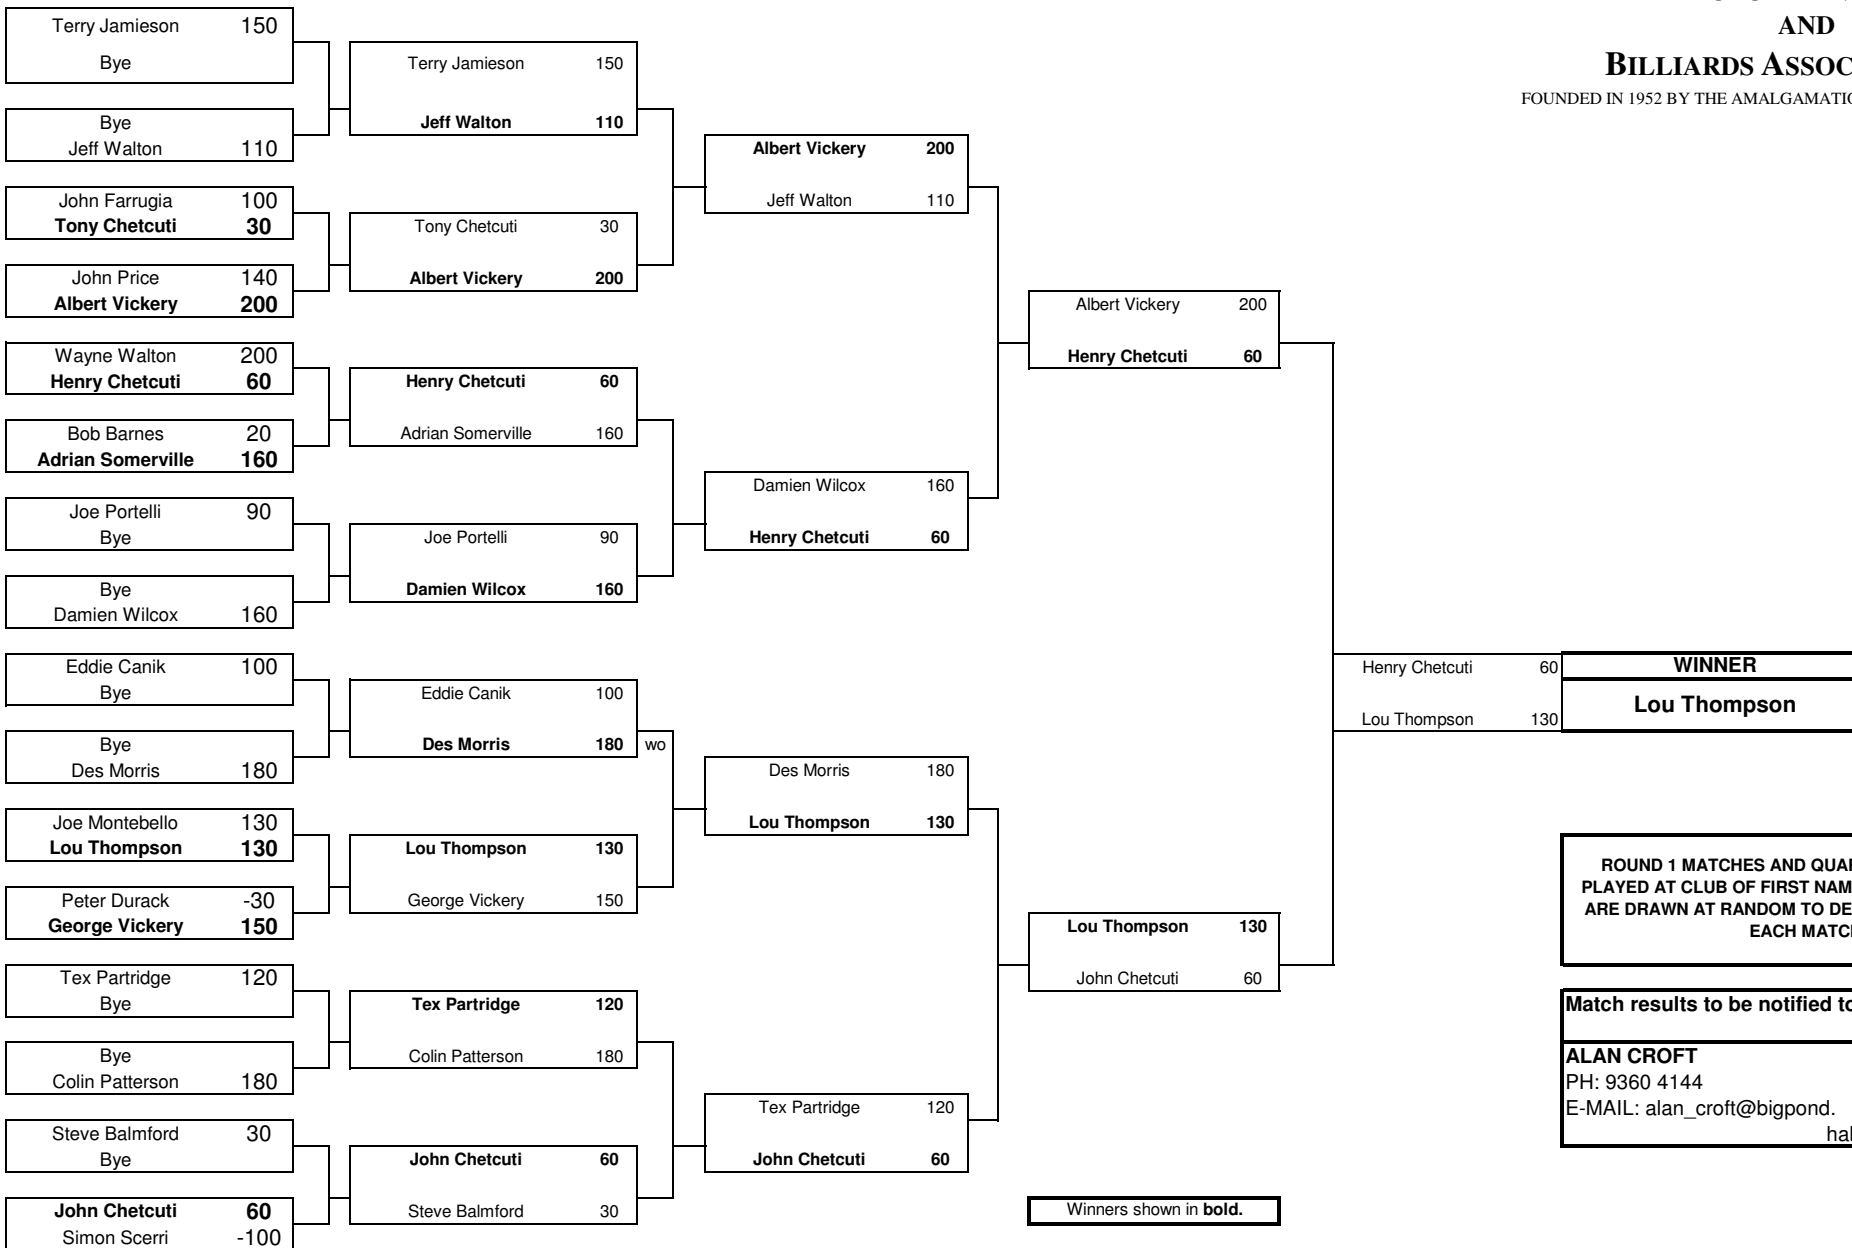 AND
BILLIARDS ASSOC
FOUNDED IN 1952 BY THE AMALGAMATIO
Terry Jamieson 150
Bye
Bye
Jeff Walton 110
John Farrugia 100
Tony Chetcuti 30
John Price 140
Albert Vickery 200
Wayne Walton 200
Henry Chetcuti 60
Bob Barnes 20
Adrian Somerville 160
Joe Portelli 90
Bye
Bye
Damien Wilcox 160
Eddie Canik 100
Bye
Bye
Des Morris 180
Joe Montebello 130
Lou Thompson 130
Peter Durack -30
George Vickery 150
Tex Partridge 120
Bye
Bye
Colin Patterson 180
Steve Balmford 30
Bye
John Chetcuti 60
Simon Scerri -100
Terry Jamieson 150
Jeff Walton 110
Tony Chetcuti 30
Albert Vickery 200
Henry Chetcuti 60
Adrian Somerville 160
Joe Portelli 90
Damien Wilcox 160
Eddie Canik 100
Des Morris 180 wo
Lou Thompson 130
George Vickery 150
Tex Partridge 120
Colin Patterson 180
John Chetcuti 60
Steve Balmford 30
Albert Vickery 200
Jeff Walton 110
Damien Wilcox 160
Henry Chetcuti 60
Des Morris 180
Lou Thompson 130
Tex Partridge 120
John Chetcuti 60
Albert Vickery 200
Henry Chetcuti 60
Lou Thompson 130
John Chetcuti 60
Winners shown in bold.
Henry Chetcuti 60
Lou Thompson 130
WINNER
Lou Thompson
ROUND 1 MATCHES AND QUAR
PLAYED AT CLUB OF FIRST NAM
ARE DRAWN AT RANDOM TO DE
EACH MATC
Match results to be notified to
ALAN CROFT
PH: 9360 4144
E-MAIL: alan_croft@bigpond.
hal